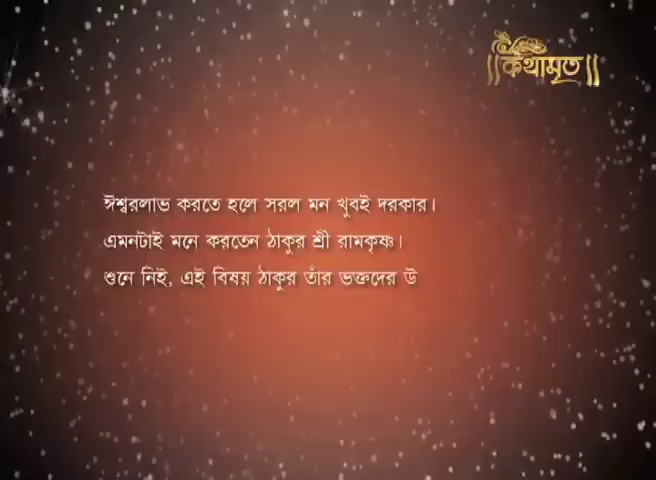 ॥কথামৃত॥
ঈশ্বরলাভ করতে হলে সরল মন খুবই দরকার।
এমনটাই মনে করতেন ঠাকুর শ্রী রামকৃষ্ণ।
শুনে নিই, এই বিষয় ঠাকুর তাঁর ভক্তদের উ